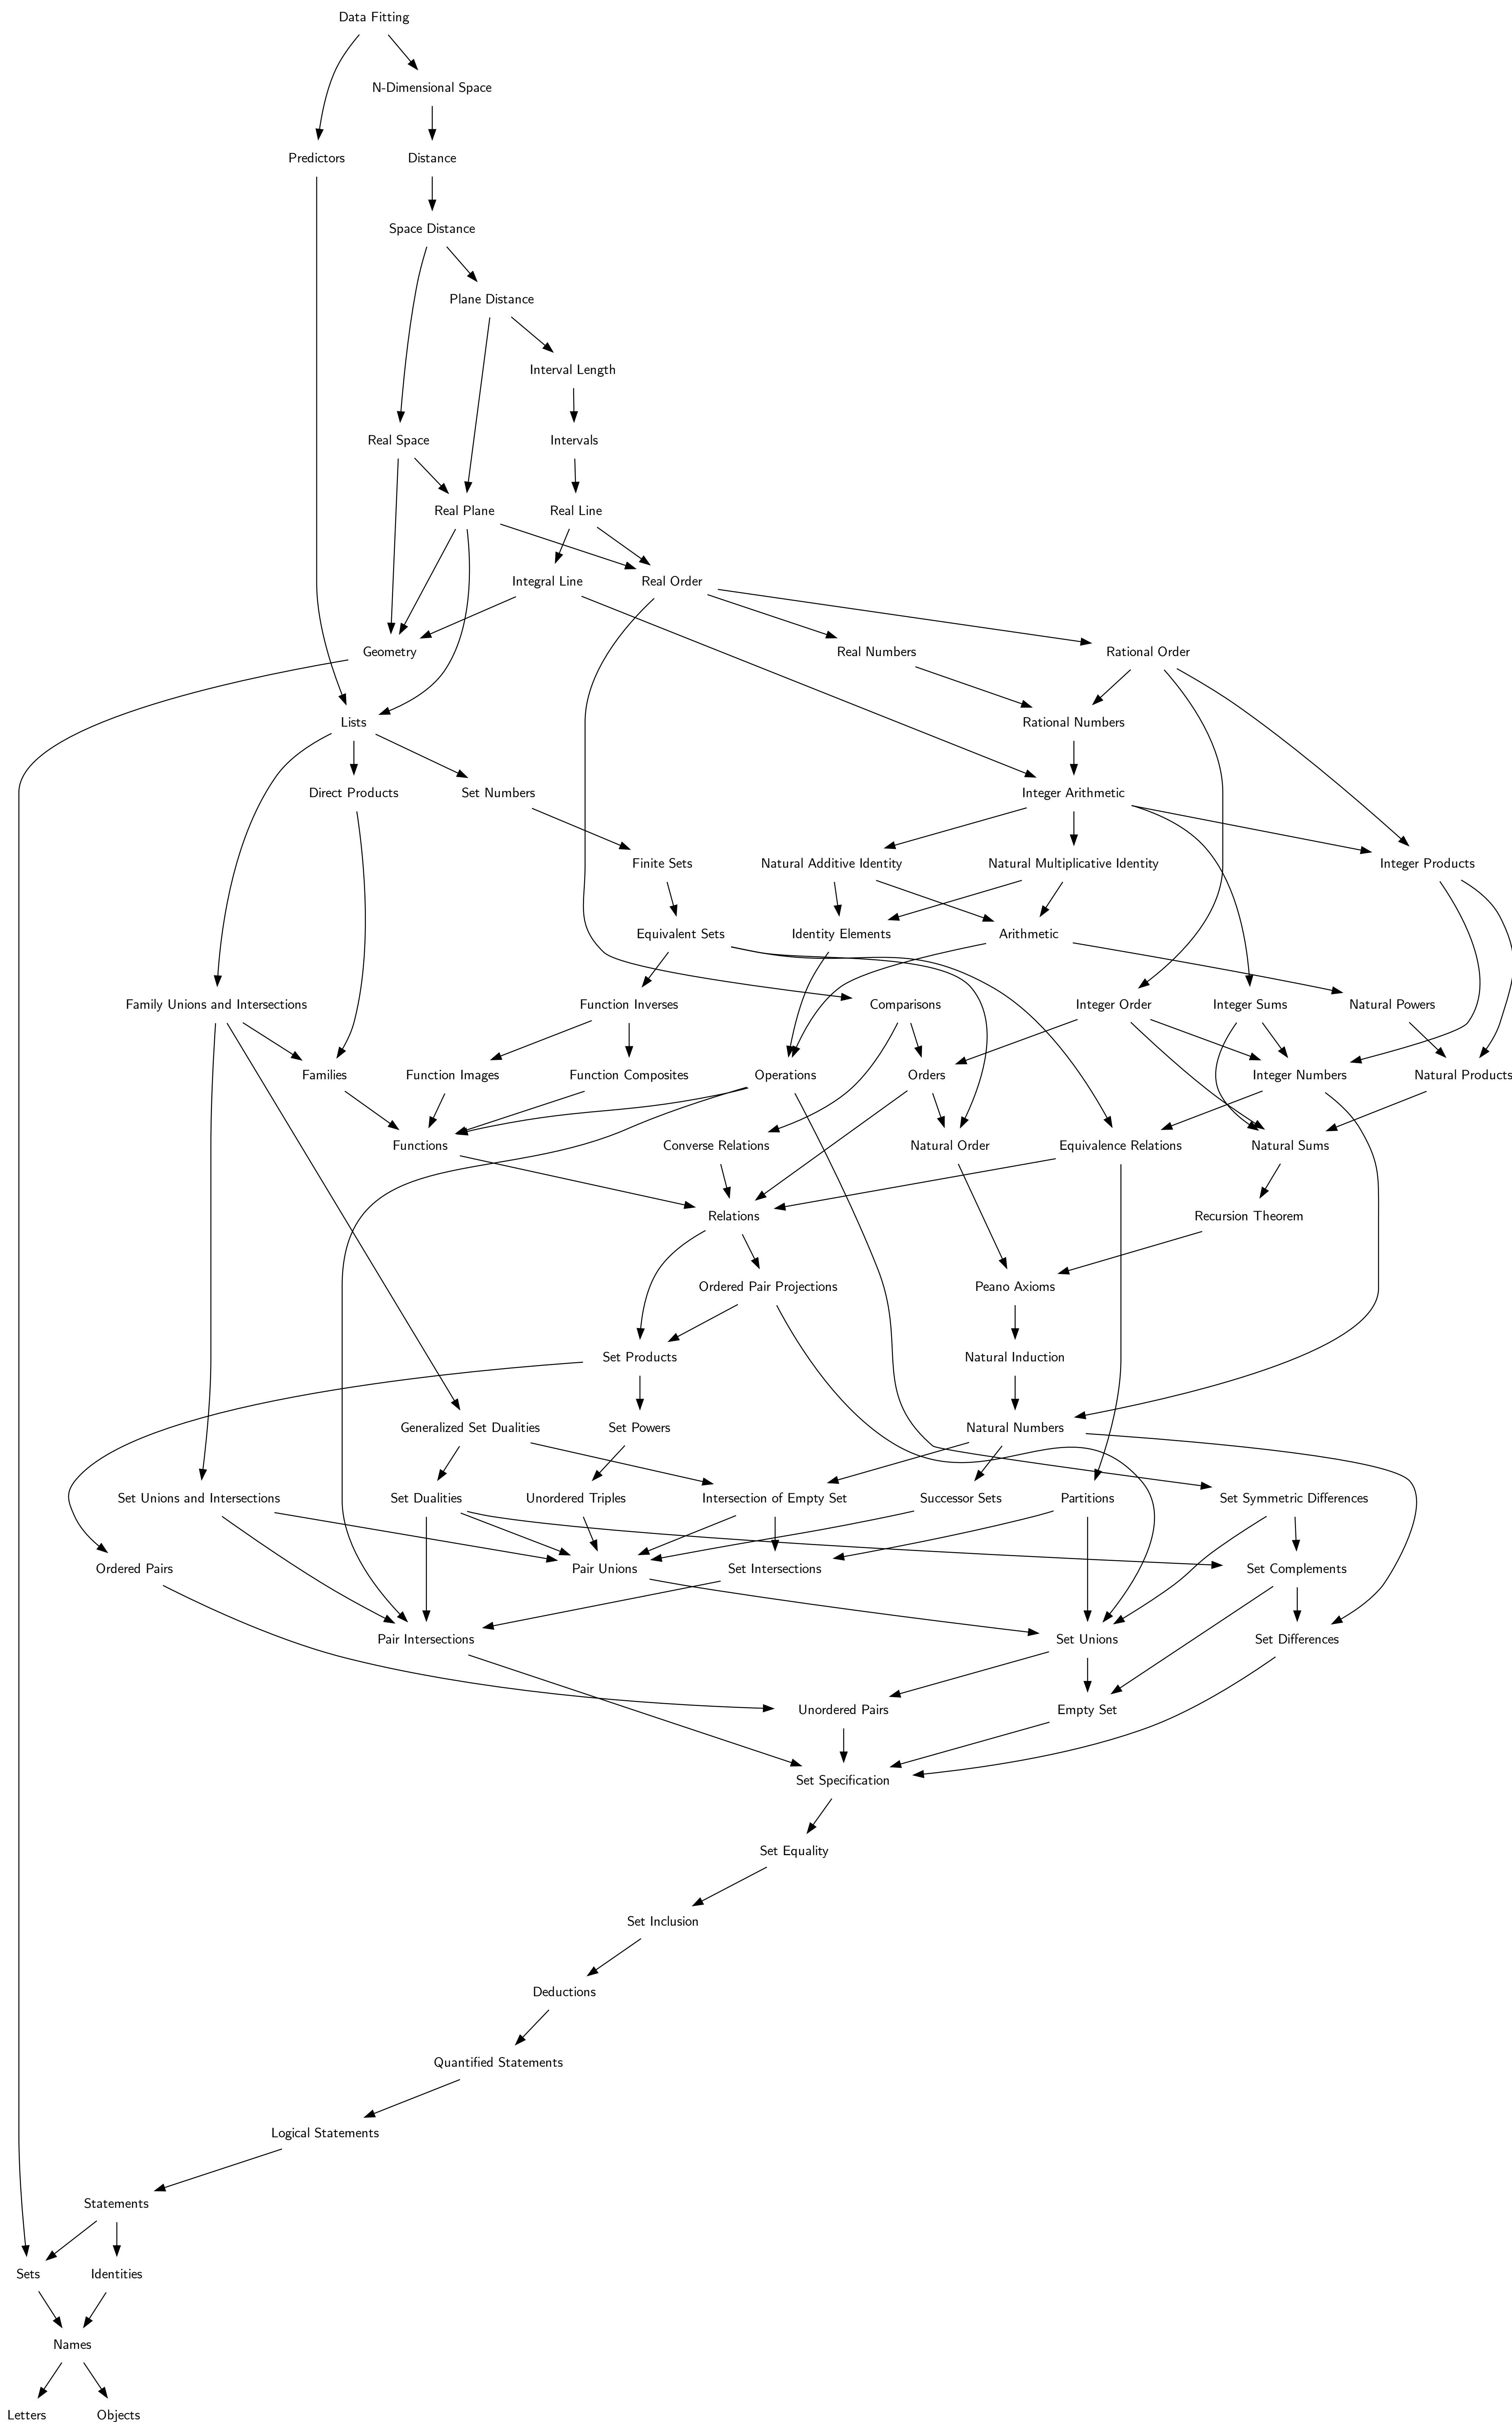 Data Fitting
N-Dimensional Space
Predictors
Distance
Space Distance
Plane Distance
Interval Length
Real Space
Intervals
Real Plane
Real Line
Integral Line
Real Order
Geometry
Real Numbers
Rational Order
Lists
Rational Numbers
Direct Products
Set Numbers
Integer Arithmetic
Finite Sets
Natural Additive Identity
Natural Multiplicative Identity
Integer Products
Equivalent Sets
Identity Elements
Arithmetic
Family Unions and Intersections
Function Inverses
Comparisons
Integer Order
Integer Sums
Natural Powers
Families
Function Images
Function Composites
Operations
Orders
Integer Numbers
Natural Products
Functions
Converse Relations
Natural Order
Equivalence Relations
Natural Sums
Relations
Recursion Theorem
Ordered Pair Projections
Peano Axioms
Set Products
Natural Induction
Generalized Set Dualities
Set Powers
Natural Numbers
Set Unions and Intersections
Set Dualities
Unordered Triples
Intersection of Empty Set
Successor Sets
Partitions
Set Symmetric Differences
Ordered Pairs
Pair Unions
Set Intersections
Set Complements
Pair Intersections
Set Unions
Set Differences
Unordered Pairs
Empty Set
Set Specification
Set Equality
Set Inclusion
Deductions
Quantified Statements
Logical Statements
Statements
Sets
Identities
Names
Letters
Objects